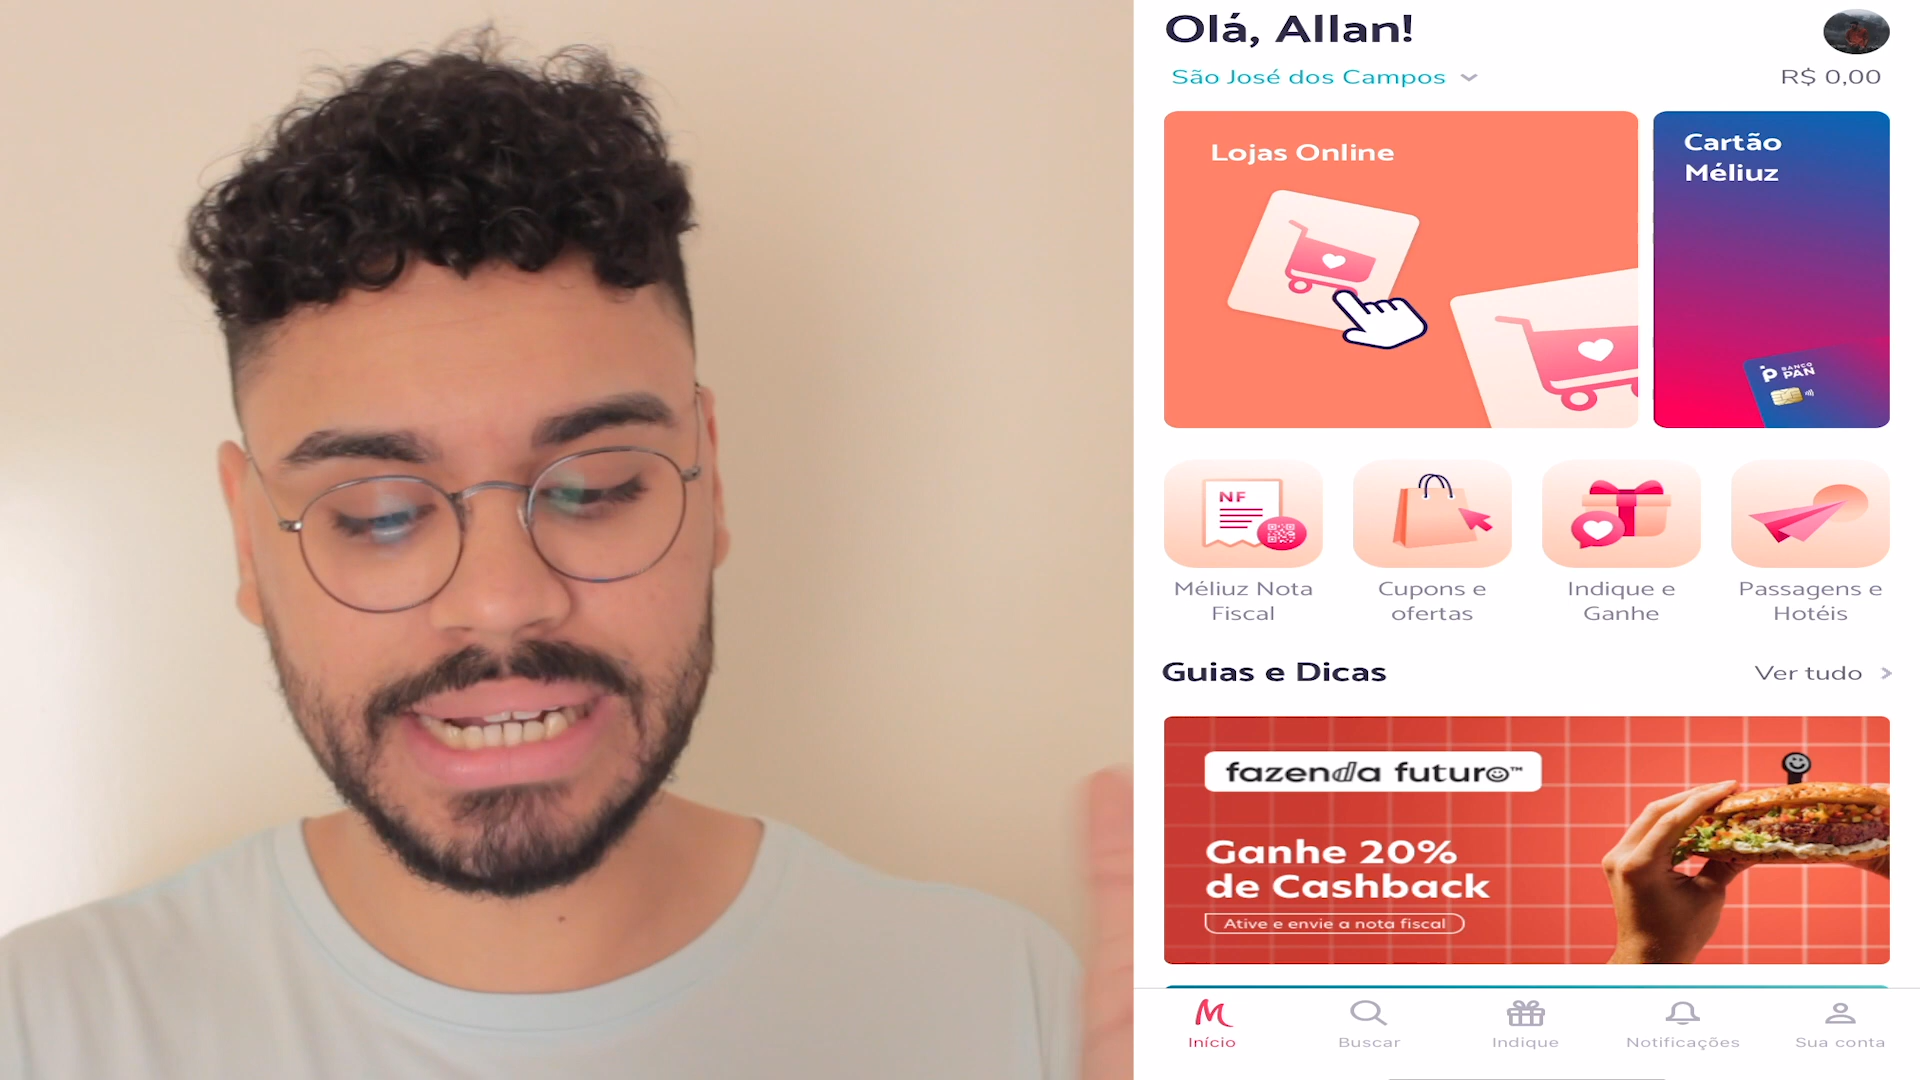 Olá, Allan!
São José dos Campos
R$ 0,00
Lojas Online
Cartão
Méliuz
BANCO
PAN
NF
Méliuz Nota
Fiscal
Cupons e
ofertas
Indique e
Ganhe
Passagens e
Hotéis
Guias e Dicas
Ver tudo
fazenda futuro™
Ganhe 20%
de Cashback
Ative e envie a nota fiscal
Início
Buscar
Indique
Notificações
Sua conta